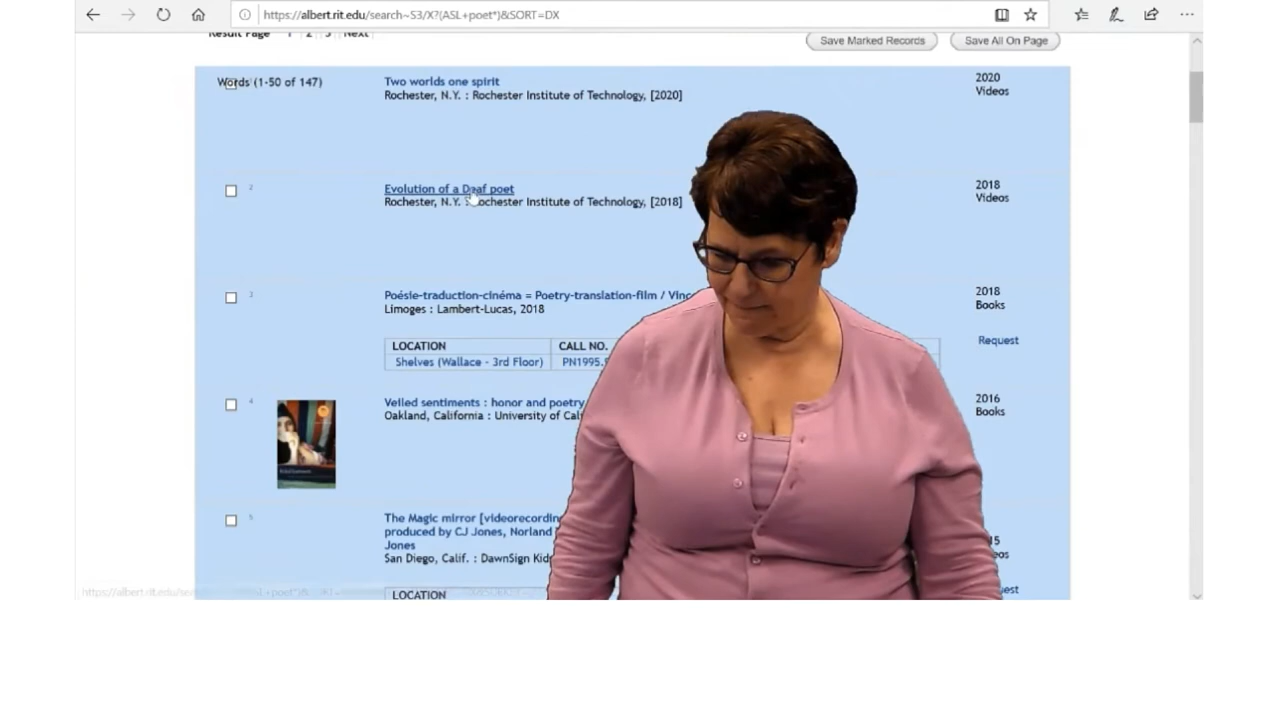 https://albert.rit.edu/search~S3/X?(ASL+poet*)&SORT=DX
Result Page 1 2 3 Next
Save Marked Records Save All On Page
Words (1-50 of 147)
Two worlds one spirit
Rochester, N.Y. : Rochester Institute of Technology, [2020]
2020
Videos
2
Evolution of a Deaf poet
Rochester, N.Y. : Rochester Institute of Technology, [2018]
2018
Videos
3
Poésie-traduction-cinéma = Poetry-translation-film /
Limoges : Lambert-Lucas, 2018
2018
Books
Request
LOCATION CALL NO.
Shelves (Wallace - 3rd Floor)
4
Veiled sentiments : honor and poetry
Oakland, California : University of
2016
Books
5
The Magic mirror
produced by CJ Jones, Norland
Jones
San Diego, Calif. : DawnSign
LOCATION